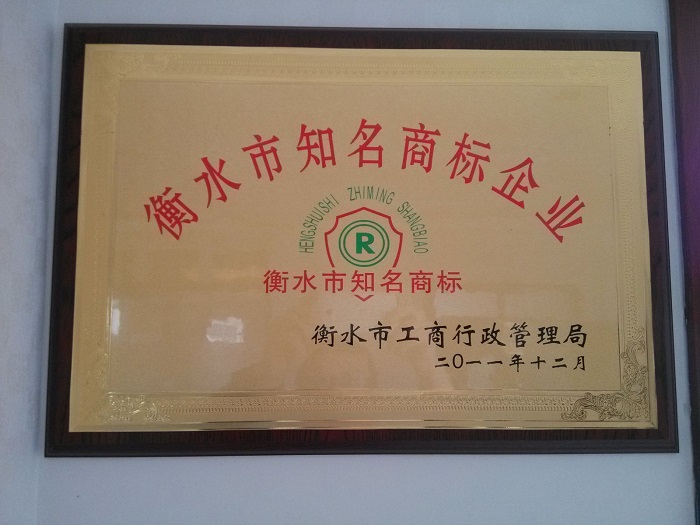 衡水市知名商标企业
HENGSHUISHI ZHIMING SHANGBIAO
R
衡水市知名商标
衡水市工商行政管理局
二〇一一年十二月